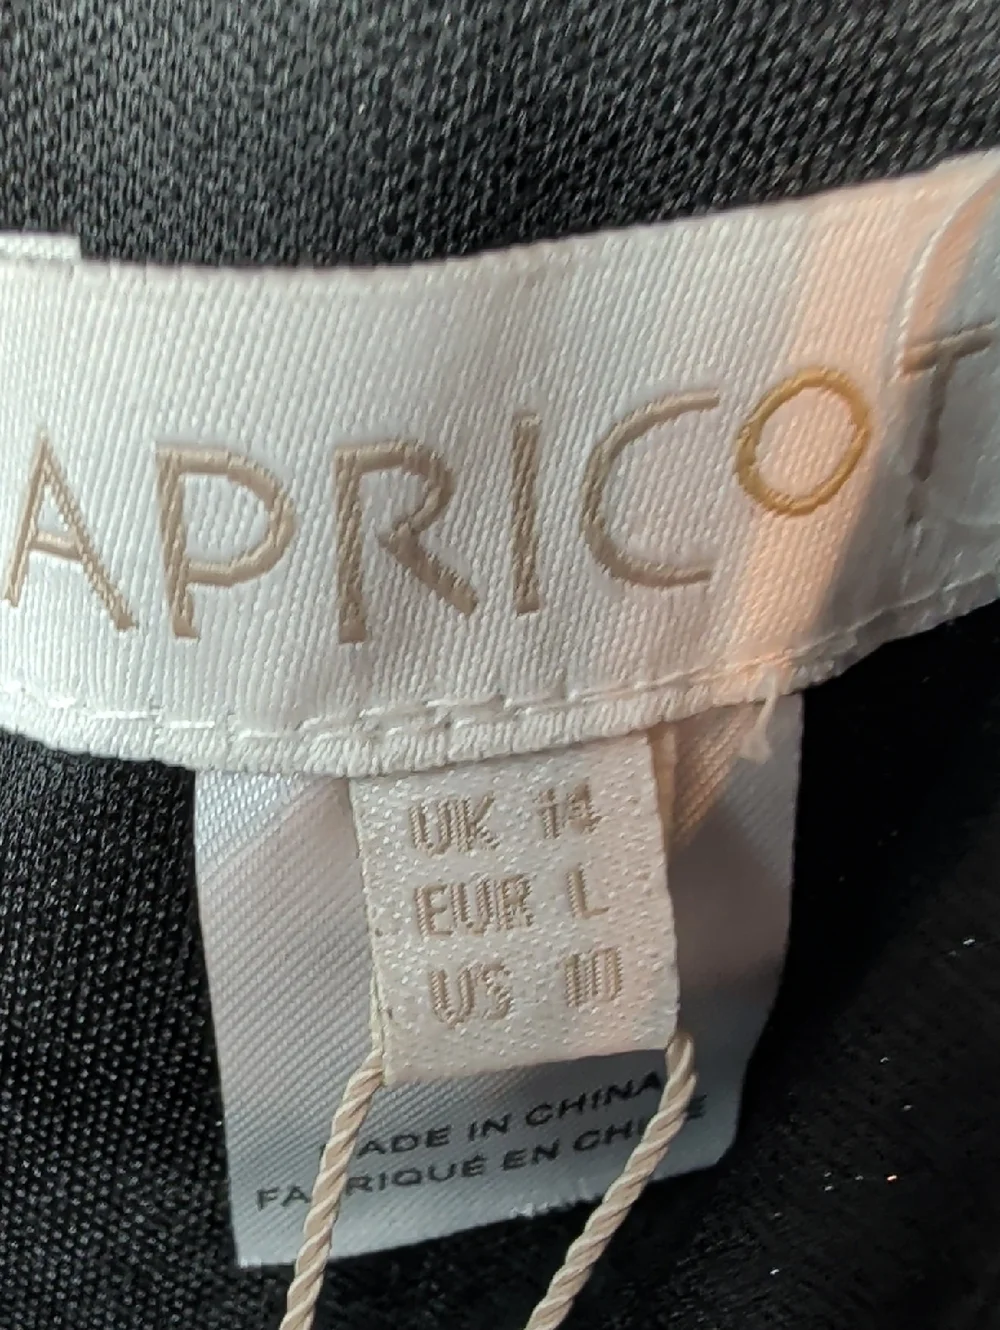 APRICOT
UK 14
EUR L
US 10
MADE IN CHINA
FABRIQUÉ EN CHINE